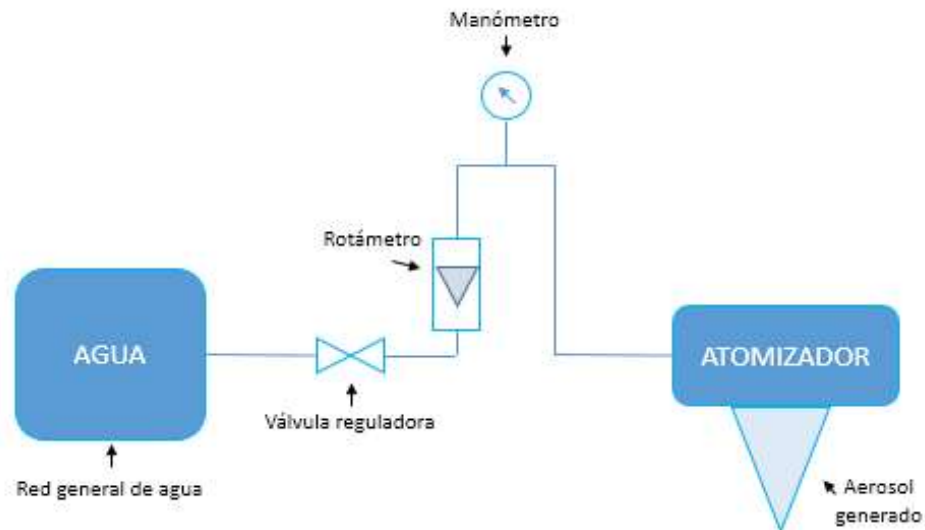 Manómetro
Rotámetro
AGUA
ATOMIZADOR
Válvula reguladora
Red general de agua
Aerosol
generado